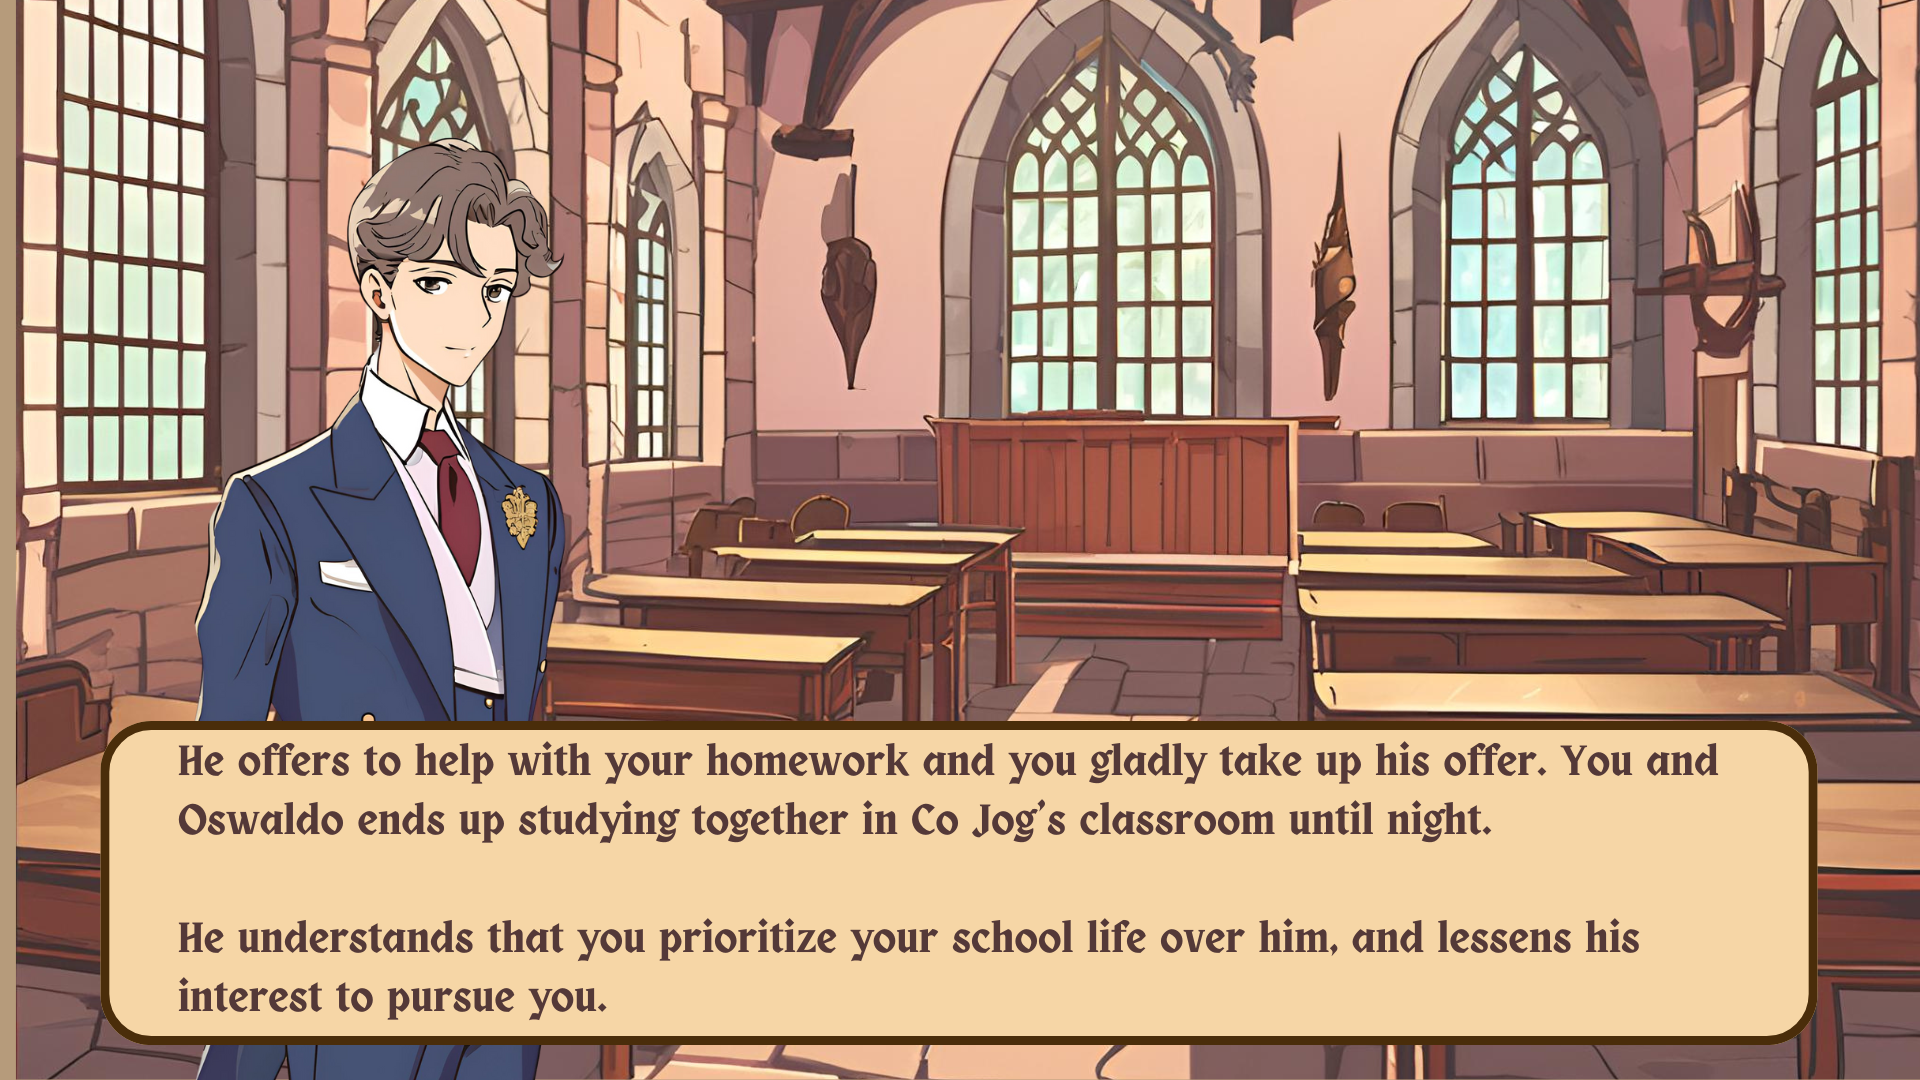 He offers to help with your homework and you gladly take up his offer. You and
Oswaldo ends up studying together in Co Jog's classroom until night.
He understands that you prioritize your school life over him, and lessens his
interest to pursue you.